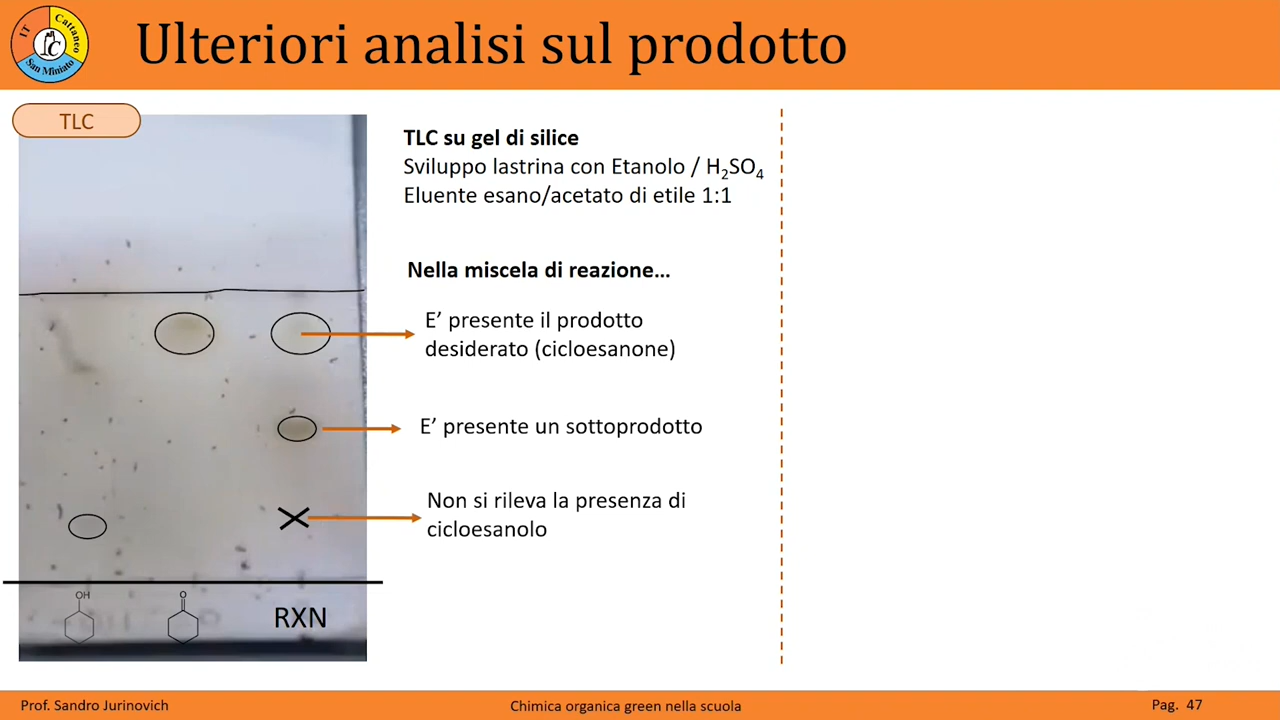 IT
Cattaneo
San Miniato
Ulteriori analisi sul prodotto
TLC
TLC su gel di silice
Sviluppo lastrina con Etanolo / H₂SO₄
Eluente esano/acetato di etile 1:1
Nella miscela di reazione…
E’ presente il prodotto
desiderato (cicloesanone)
E’ presente un sottoprodotto
Non si rileva la presenza di
cicloesanolo
OH
O
RXN
Prof. Sandro Jurinovich
Chimica organica green nella scuola
Pag. 47